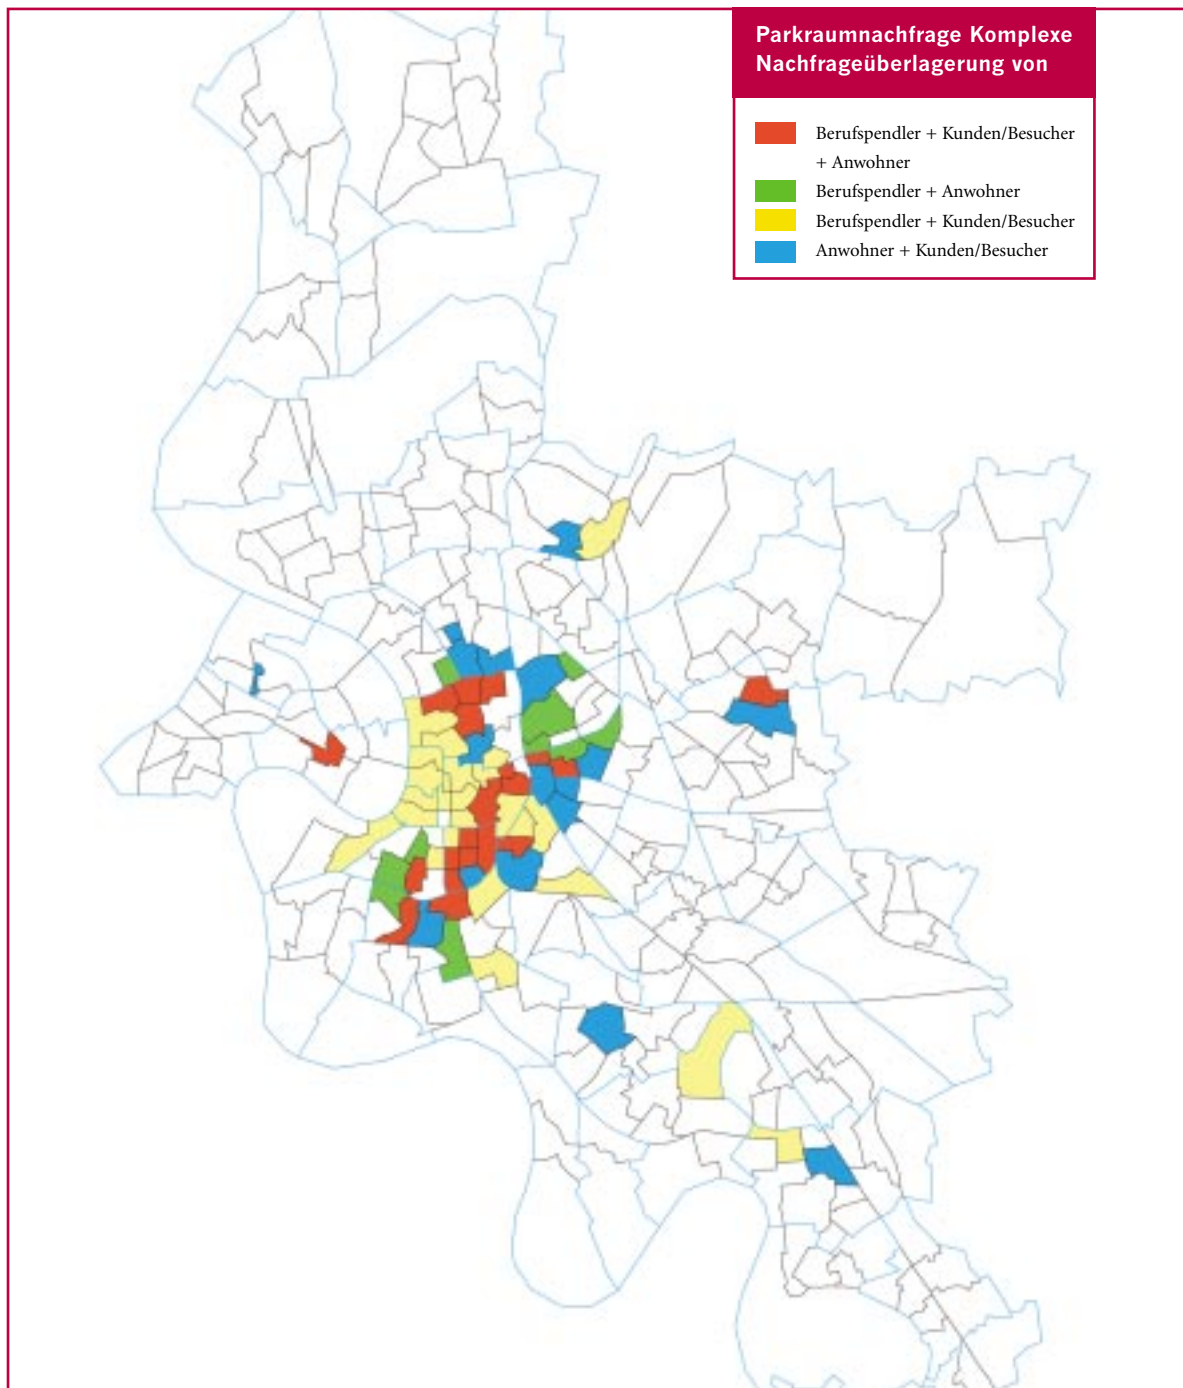 Parkraumnachfrage Komplexe
Nachfrageüberlagerung von
Berufspendler + Kunden/Besucher
+ Anwohner
Berufspendler + Anwohner
Berufspendler + Kunden/Besucher
Anwohner + Kunden/Besucher